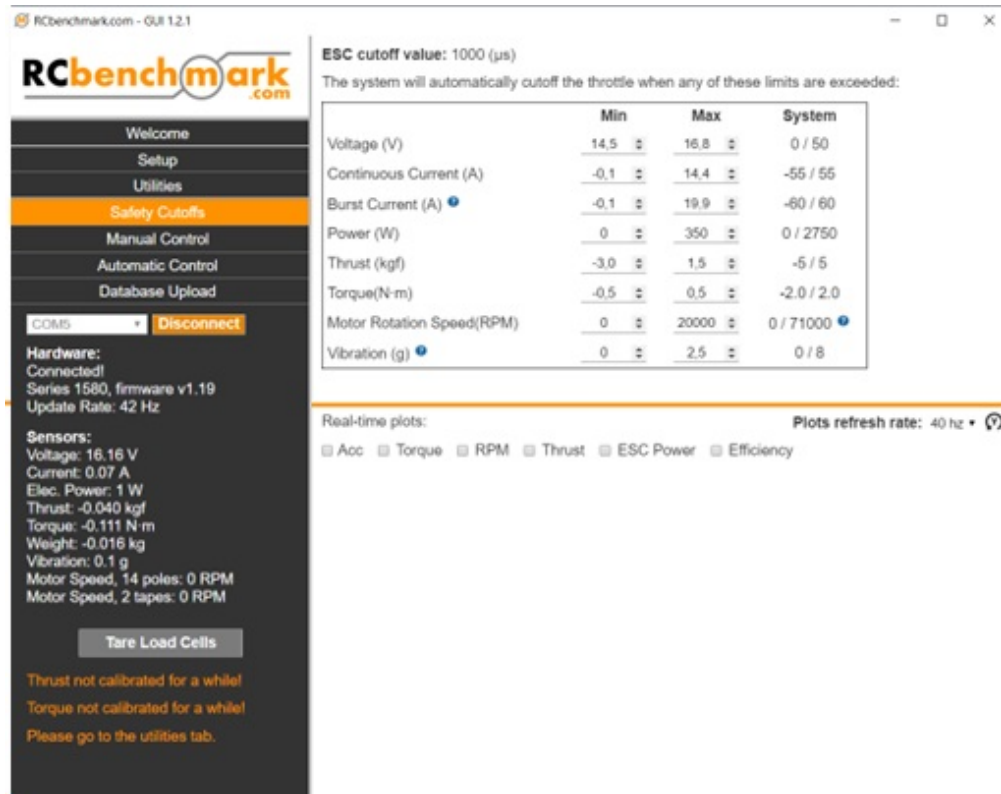 RCbenchmark.com - GUI 1.2.1
RCbenchmark
.com
Welcome
Setup
Utilities
Safety Cutoffs
Manual Control
Automatic Control
Database Upload
COM5 Disconnect
Hardware:
Connected!
Series 1580, firmware v1.19
Update Rate: 42 Hz
Sensors:
Voltage: 16.16 V
Current: 0.07 A
Elec. Power: 1 W
Thrust: -0.040 kgf
Torque: -0.111 N·m
Weight: -0.016 kg
Vibration: 0.1 g
Motor Speed, 14 poles: 0 RPM
Motor Speed, 2 tapes: 0 RPM
Tare Load Cells
Thrust not calibrated for a while!
Torque not calibrated for a while!
Please go to the utilities tab.
ESC cutoff value: 1000 (µs)
The system will automatically cutoff the throttle when any of these limits are exceeded:
Min Max System
Voltage (V) 14,5 16,8 0 / 50
Continuous Current (A) -0,1 14,4 -55 / 55
Burst Current (A) ? -0,1 19,9 -60 / 60
Power (W) 0 350 0 / 2750
Thrust (kgf) -3,0 1,5 -5 / 5
Torque(N·m) -0,5 0,5 -2.0 / 2.0
Motor Rotation Speed(RPM) 0 20000 0 / 71000 ?
Vibration (g) ? 0 2,5 0 / 8
Real-time plots: Plots refresh rate: 40 hz
Acc Torque RPM Thrust ESC Power Efficiency